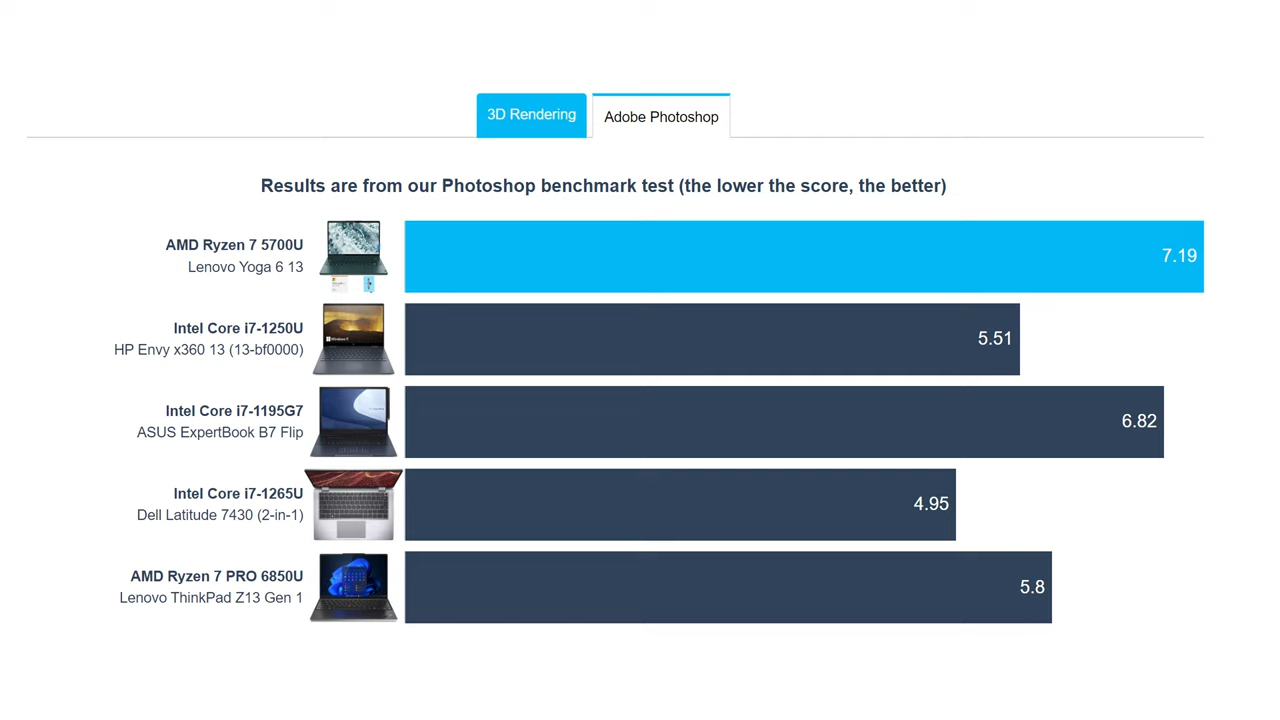 3D Rendering
Adobe Photoshop
Results are from our Photoshop benchmark test (the lower the score, the better)
AMD Ryzen 7 5700U
Lenovo Yoga 6 13
7.19
Intel Core i7-1250U
HP Envy x360 13 (13-bf0000)
5.51
Intel Core i7-1195G7
ASUS ExpertBook B7 Flip
6.82
Intel Core i7-1265U
Dell Latitude 7430 (2-in-1)
4.95
AMD Ryzen 7 PRO 6850U
Lenovo ThinkPad Z13 Gen 1
5.8